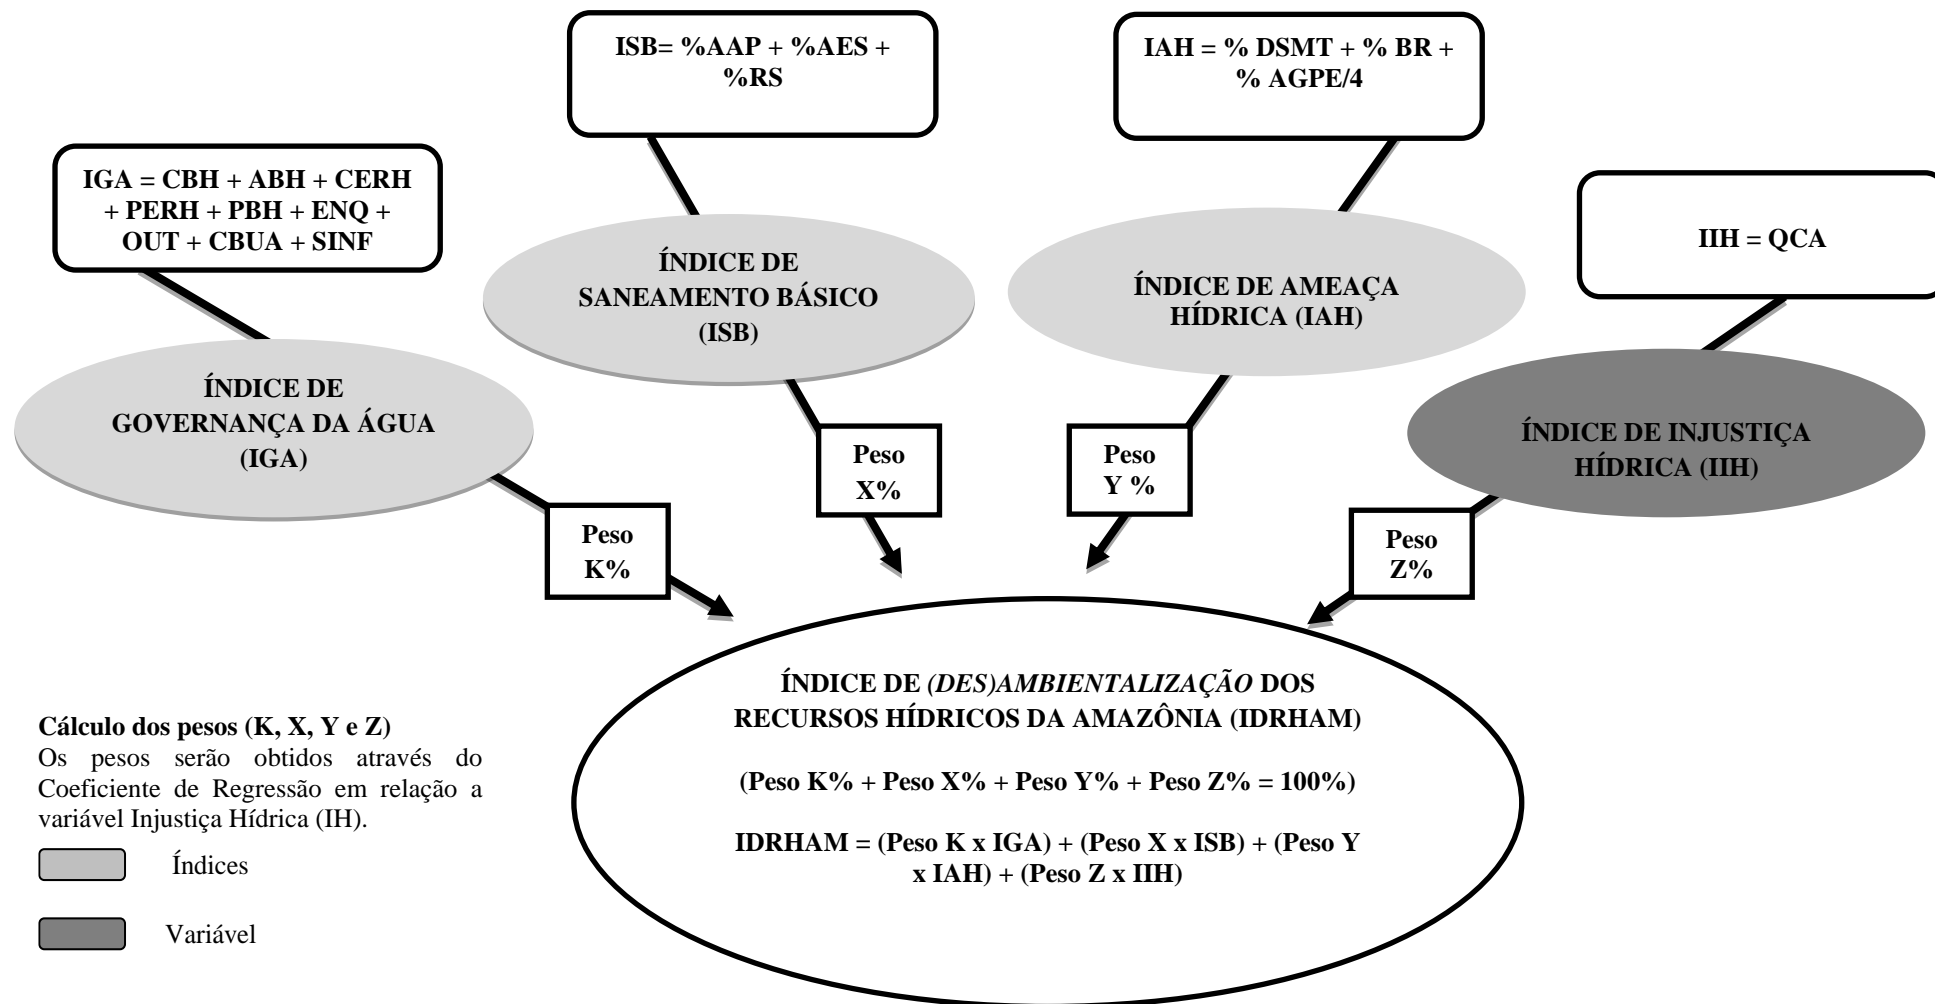 ISB= %AAP + %AES +
%RS
IAH = % DSMT + % BR +
% AGPE/4
IGA = CBH + ABH + CERH
+ PERH + PBH + ENQ +
OUT + CBUA + SINF
IIH = QCA
ÍNDICE DE
SANEAMENTO BÁSICO
(ISB)
ÍNDICE DE AMEAÇA
HÍDRICA (IAH)
ÍNDICE DE
GOVERNANÇA DA ÁGUA
(IGA)
ÍNDICE DE INJUSTIÇA
HÍDRICA (IIH)
Peso
K%
Peso
X%
Peso
Y %
Peso
Z%
ÍNDICE DE (DES)AMBIENTALIZAÇÃO DOS
RECURSOS HÍDRICOS DA AMAZÔNIA (IDRHAM)
(Peso K% + Peso X% + Peso Y% + Peso Z% = 100%)
IDRHAM = (Peso K x IGA) + (Peso X x ISB) + (Peso Y
x IAH) + (Peso Z x IIH)
Cálculo dos pesos (K, X, Y e Z)
Os pesos serão obtidos através do
Coeficiente de Regressão em relação a
variável Injustiça Hídrica (IH).
Índices
Variável